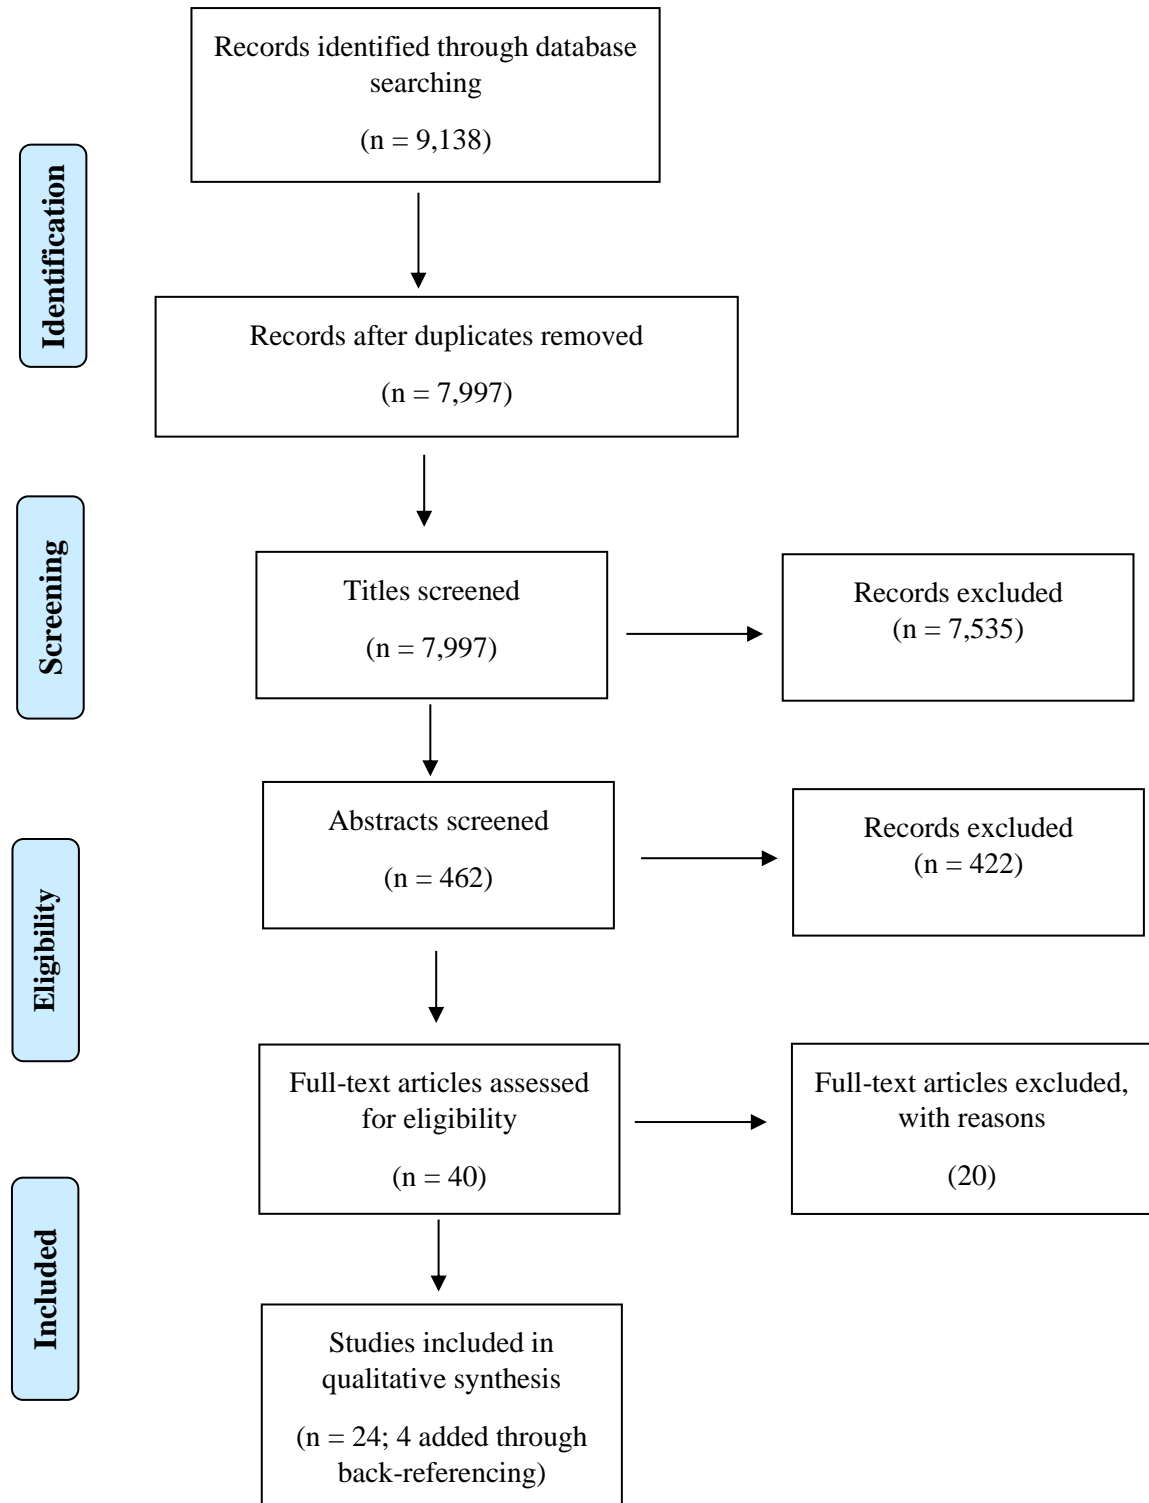 Records identified through database
searching
(n = 9,138)
Identification
Records after duplicates removed
(n = 7,997)
Screening
Titles screened
(n = 7,997)
Records excluded
(n = 7,535)
Abstracts screened
(n = 462)
Records excluded
(n = 422)
Eligibility
Full-text articles assessed
for eligibility
(n = 40)
Full-text articles excluded,
with reasons
(20)
Included
Studies included in
qualitative synthesis
(n = 24; 4 added through
back-referencing)